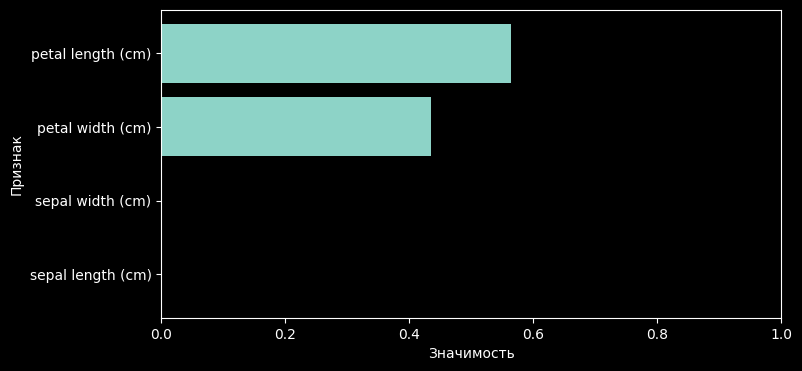 petal length (cm)
petal width (cm)
sepal width (cm)
sepal length (cm)
Признак
0.0 0.2 0.4 0.6 0.8 1.0
Значимость